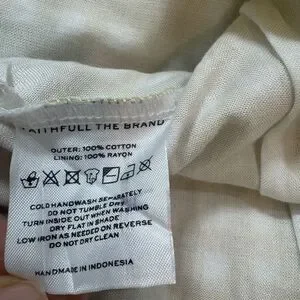 FAITHFULL THE BRAND
OUTER: 100% COTTON
LINING: 100% RAYON
COLD HANDWASH SEPARATELY
DO NOT TUMBLE DRY
TURN INSIDE OUT WHEN WASHING
DRY FLAT IN SHADE
LOW IRON AS NEEDED ON REVERSE
DO NOT DRY CLEAN
HANDMADE IN INDONESIA